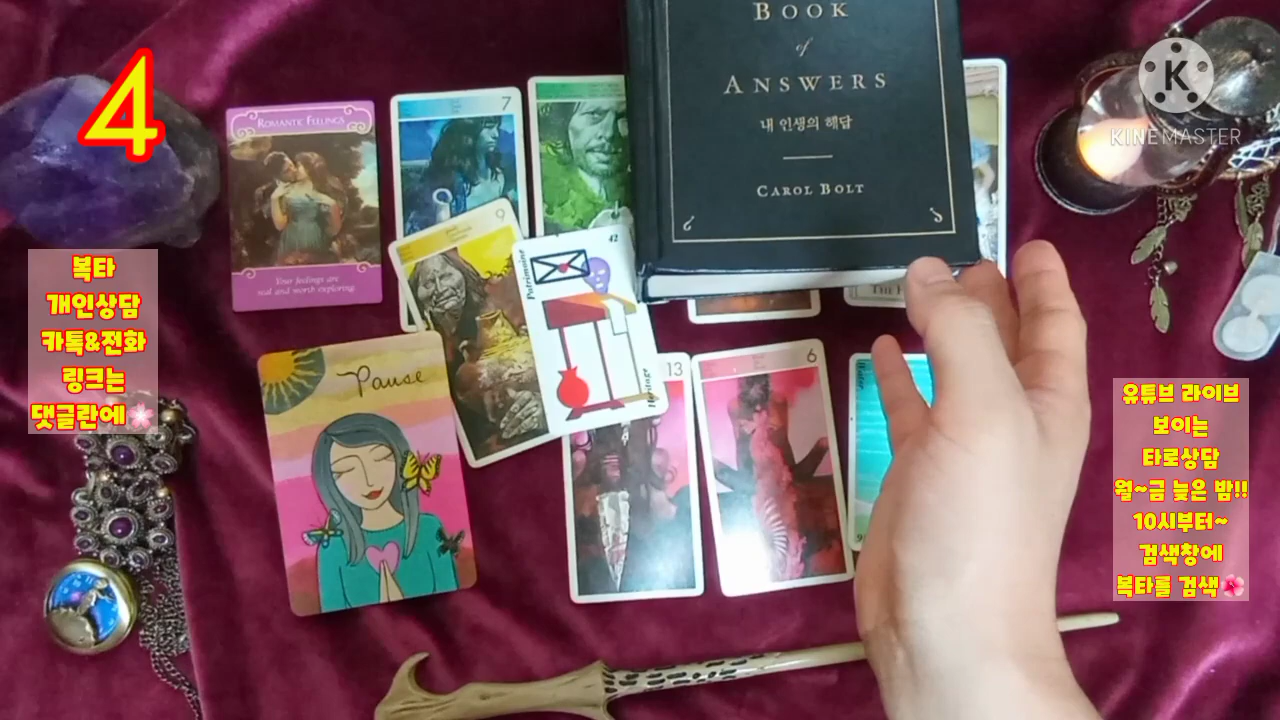 4
복타
개인상담
카톡&전화
링크는
댓글란에🌸
ROMANTIC FEELINGS
Your feelings are
real and worth exploring.
7
9
42
Patrimoine
Héritage
Pause
BOOK
of
ANSWERS
내 인생의 해답
CAROL BOLT
THE
13
6
K
KINEMASTER
유튜브 라이브
보이는
타로상담
월~금 늦은 밤!!
10시부터~
검색창에
복타를 검색🌺